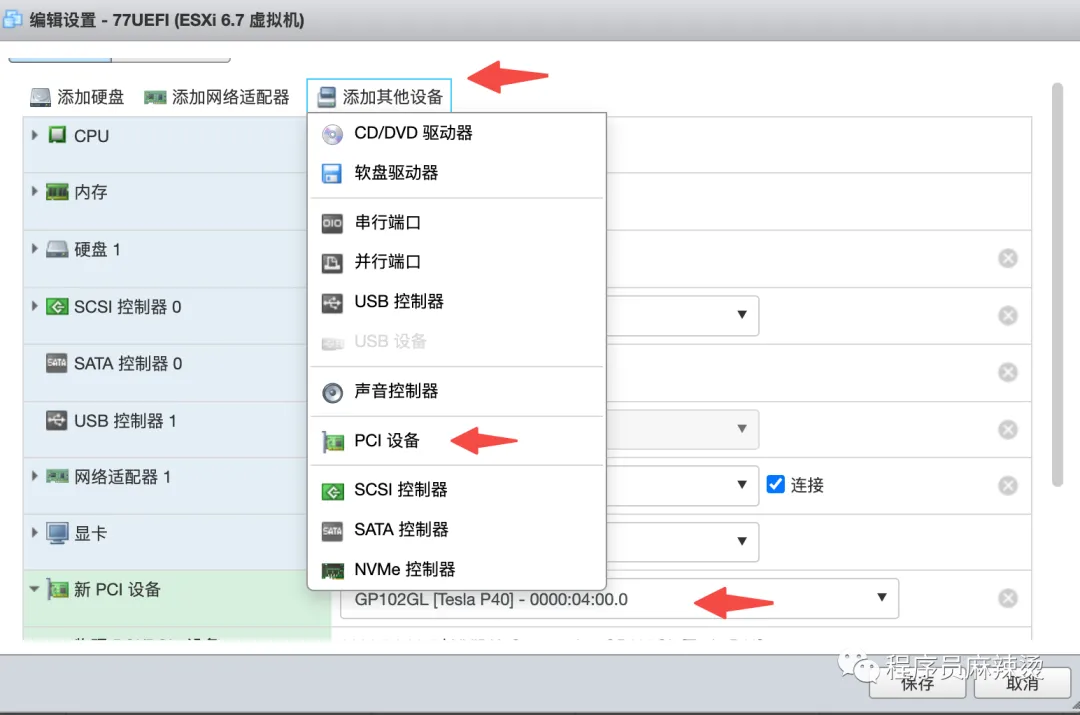 编辑设置 - 77UEFI (ESXi 6.7 虚拟机)
添加硬盘 添加网络适配器 添加其他设备
CPU
内存
硬盘 1
SCSI 控制器 0
SATA 控制器 0
USB 控制器 1
网络适配器 1
显卡
新 PCI 设备
CD/DVD 驱动器
软盘驱动器
串行端口
并行端口
USB 控制器
USB 设备
声音控制器
PCI 设备
SCSI 控制器
SATA 控制器
NVMe 控制器
连接
GP102GL [Tesla P40] - 0000:04:00.0
程序员麻辣烫
保存 取消